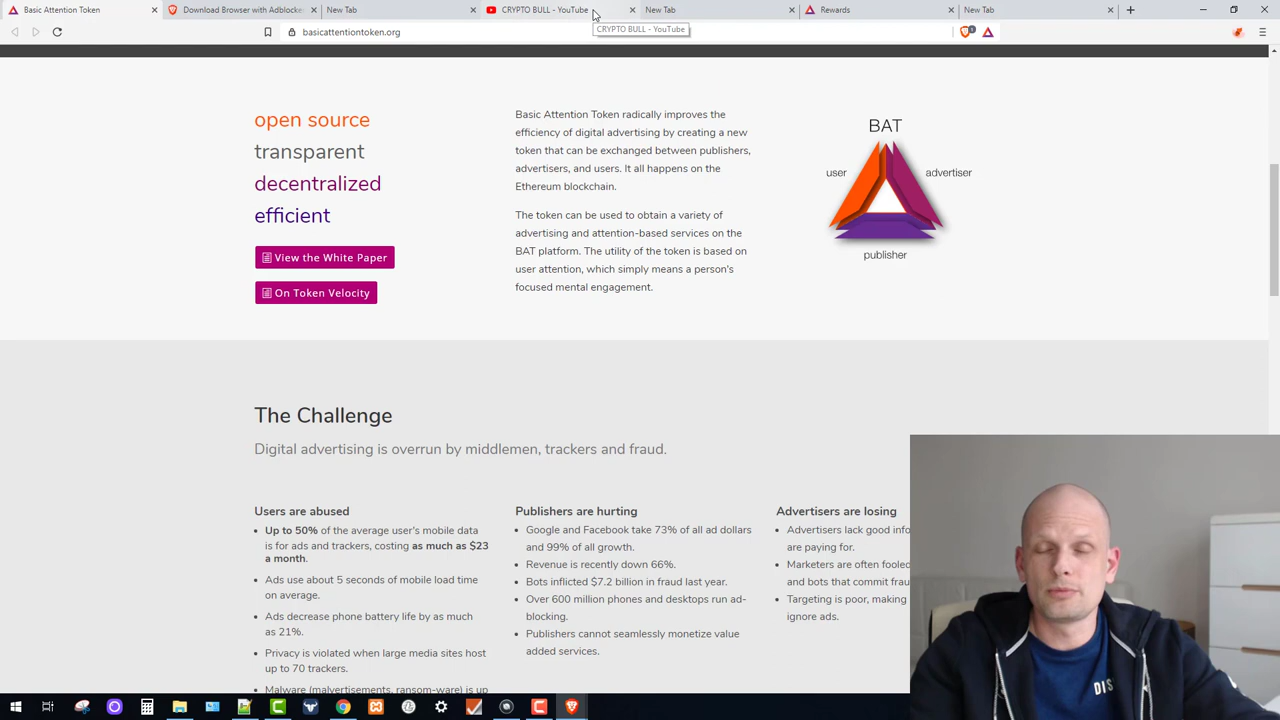 Basic Attention Token
Download Browser with Adblocke
New Tab
CRYPTO BULL - YouTube
New Tab
Rewards
New Tab
basicattentiontoken.org
CRYPTO BULL - YouTube
open source
transparent
decentralized
efficient
View the White Paper
On Token Velocity
Basic Attention Token radically improves the
efficiency of digital advertising by creating a new
token that can be exchanged between publishers,
advertisers, and users. It all happens on the
Ethereum blockchain.
The token can be used to obtain a variety of
advertising and attention-based services on the
BAT platform. The utility of the token is based on
user attention, which simply means a person's
focused mental engagement.
BAT
user
advertiser
publisher
The Challenge
Digital advertising is overrun by middlemen, trackers and fraud.
Users are abused
Up to 50% of the average user's mobile data
is for ads and trackers, costing as much as $23
a month.
Ads use about 5 seconds of mobile load time
on average.
Ads decrease phone battery life by as much
as 21%.
Privacy is violated when large media sites host
up to 70 trackers.
Malware (malvertisements, ransom-ware) is up
Publishers are hurting
Google and Facebook take 73% of all ad dollars
and 99% of all growth.
Revenue is recently down 66%.
Bots inflicted $7.2 billion in fraud last year.
Over 600 million phones and desktops run ad-
blocking.
Publishers cannot seamlessly monetize value
added services.
Advertisers are losing
Advertisers lack good info
are paying for.
Marketers are often fooled
and bots that commit frau
Targeting is poor, making
ignore ads.
DIS